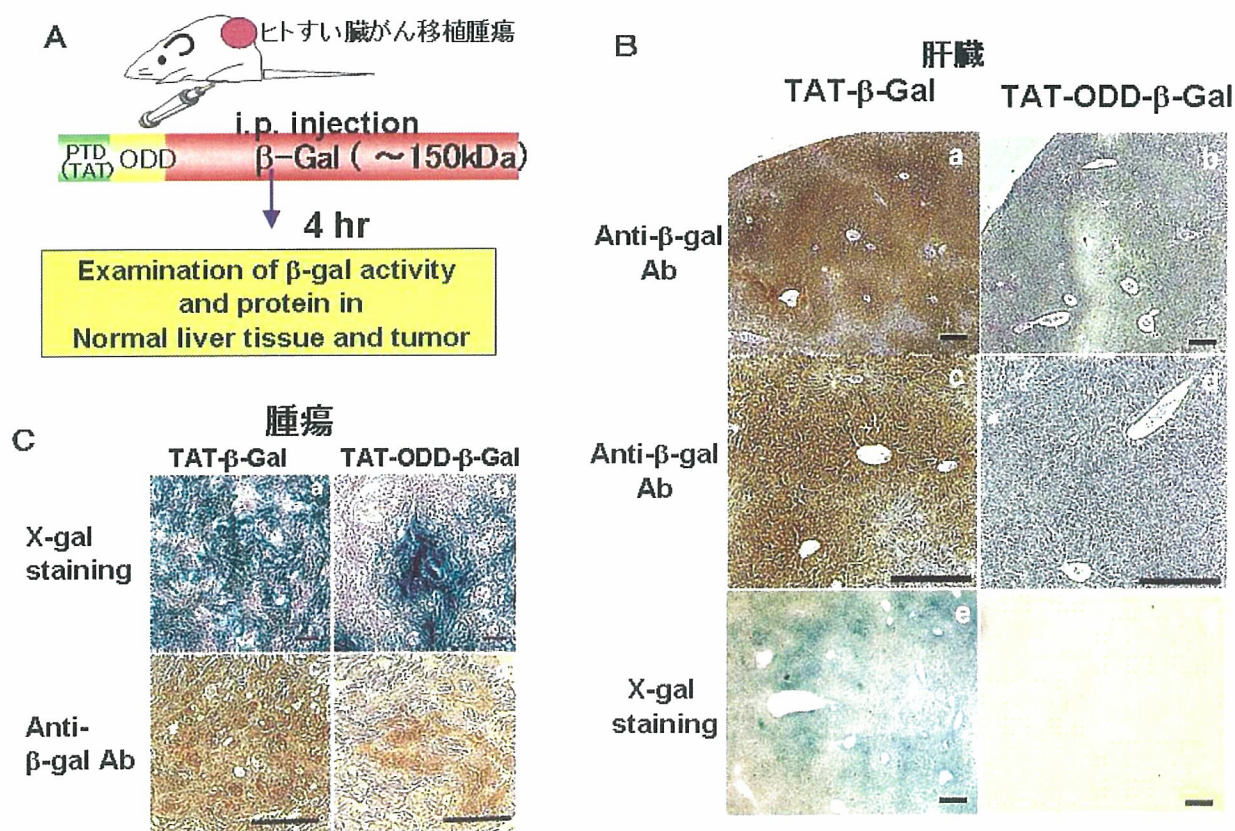 A
ヒトすい臓がん移植腫瘍
i.p. injection
PTD
(TAT)
ODD
β-Gal ( ～150kDa)
4 hr
Examination of β-gal activity
and protein in
Normal liver tissue and tumor
B
肝臓
TAT-β-Gal
TAT-ODD-β-Gal
a
b
Anti-β-gal
Ab
c
d
Anti-β-gal
Ab
e
X-gal
staining
C
腫瘍
TAT-β-Gal
TAT-ODD-β-Gal
a
X-gal
staining
c
Anti-
β-gal Ab